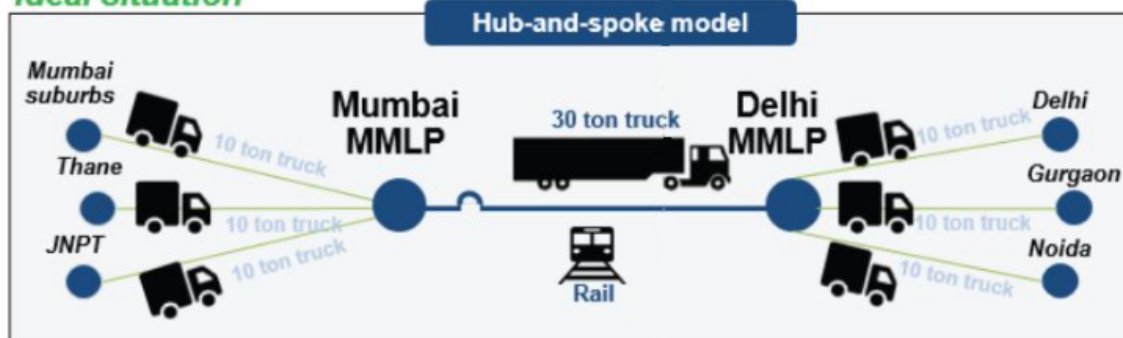 Ideal situation
Hub-and-spoke model
Mumbai
suburbs
10 ton truck
Thane
10 ton truck
JNPT
10 ton truck
Mumbai
MMLP
30 ton truck
Rail
Delhi
MMLP
10 ton truck
Delhi
10 ton truck
Gurgaon
10 ton truck
Noida